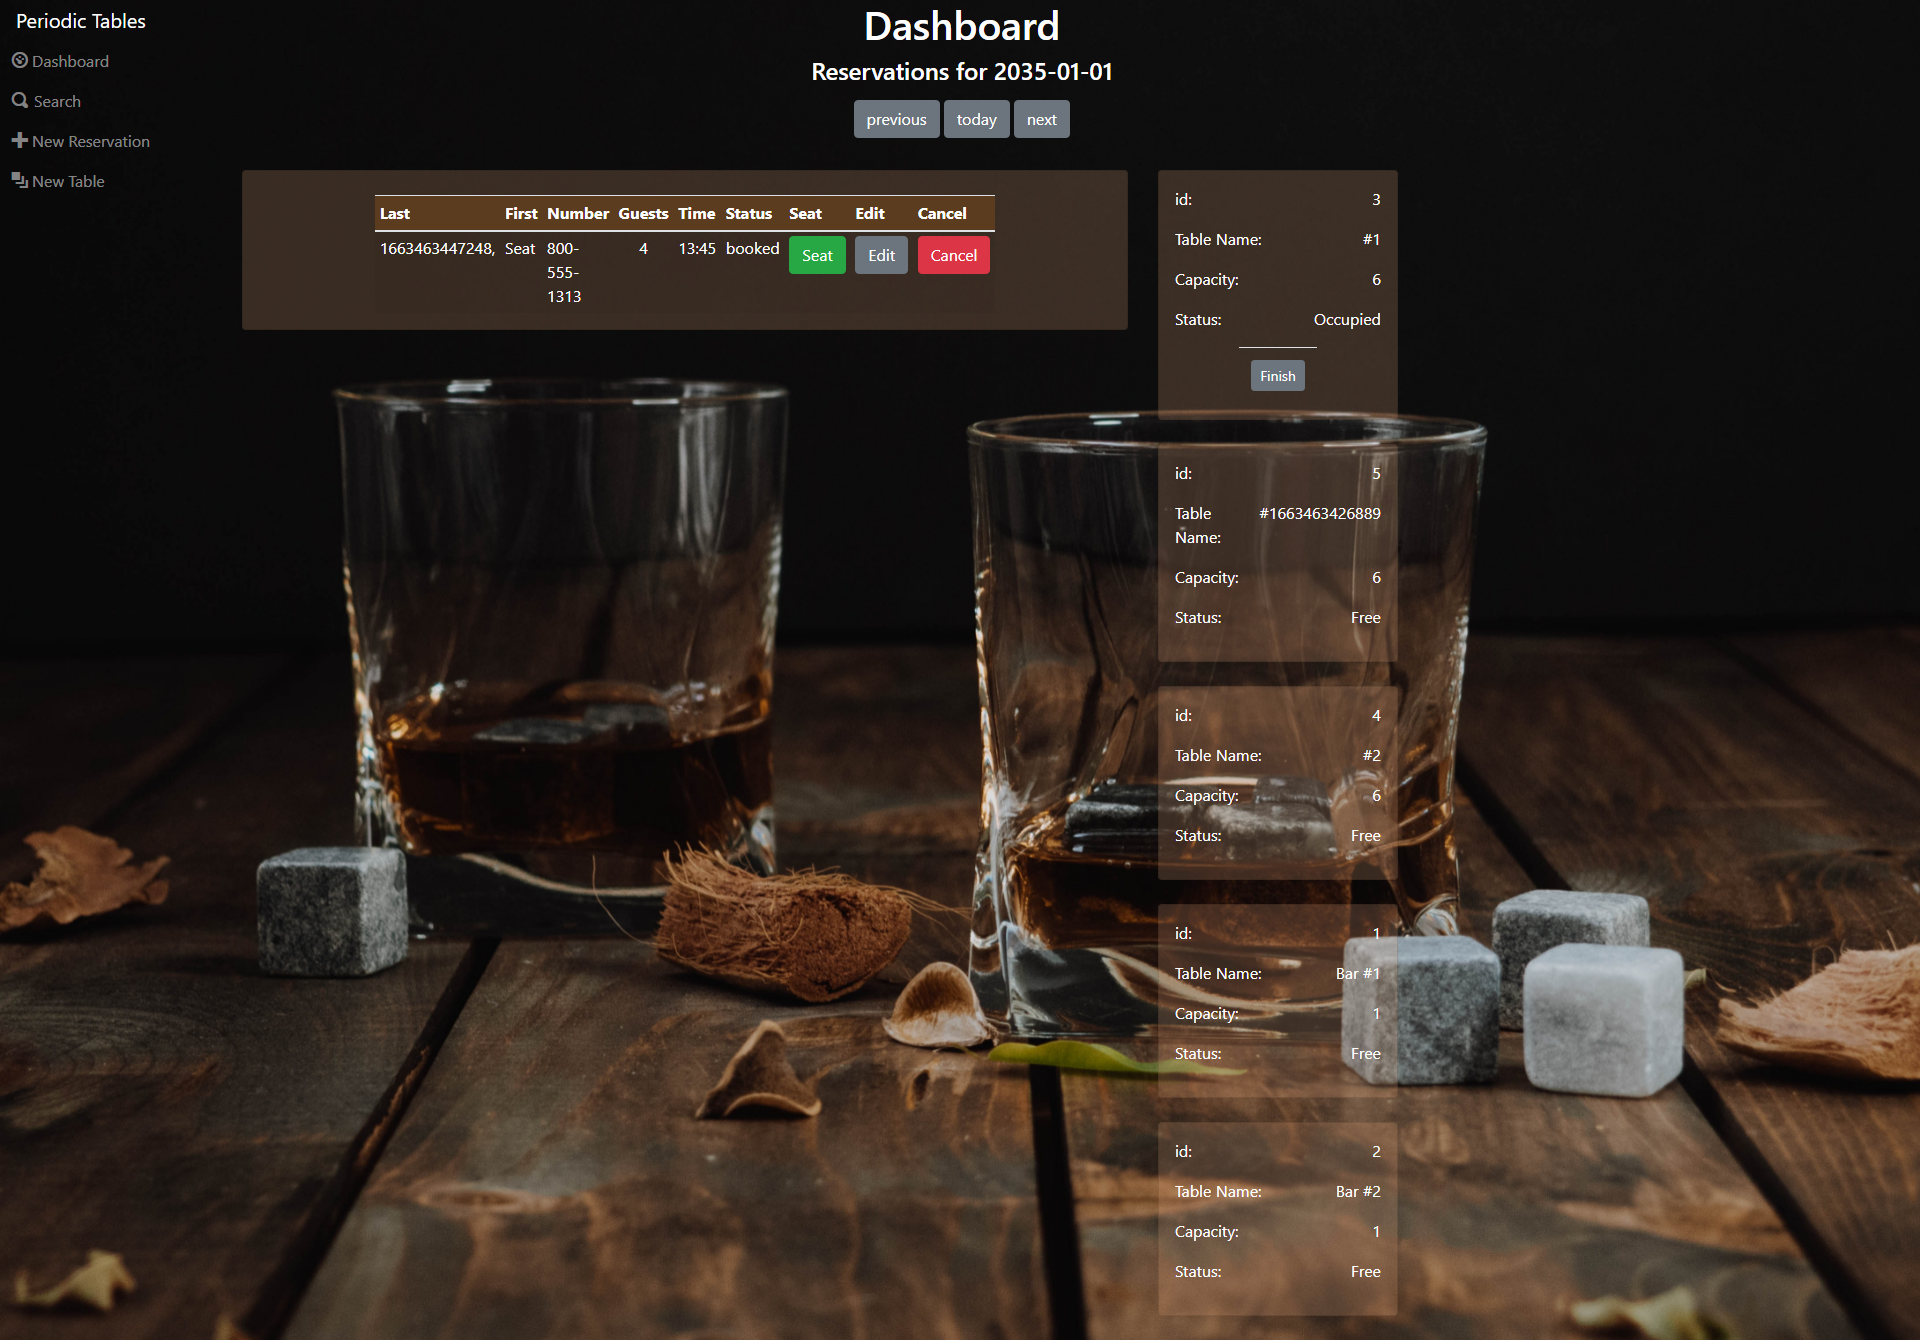 Periodic Tables
Dashboard
Search
New Reservation
New Table
Dashboard
Reservations for 2035-01-01
previous today next
Last First Number Guests Time Status Seat Edit Cancel
1663463447248, Seat 800- 4 13:45 booked Seat Edit Cancel
555-
1313
id: 3
Table Name: #1
Capacity: 6
Status: Occupied
Finish
id: 5
Table #1663463426889
Name:
Capacity: 6
Status: Free
id: 4
Table Name: #2
Capacity: 6
Status: Free
id: 1
Table Name: Bar #1
Capacity: 1
Status: Free
id: 2
Table Name: Bar #2
Capacity: 1
Status: Free